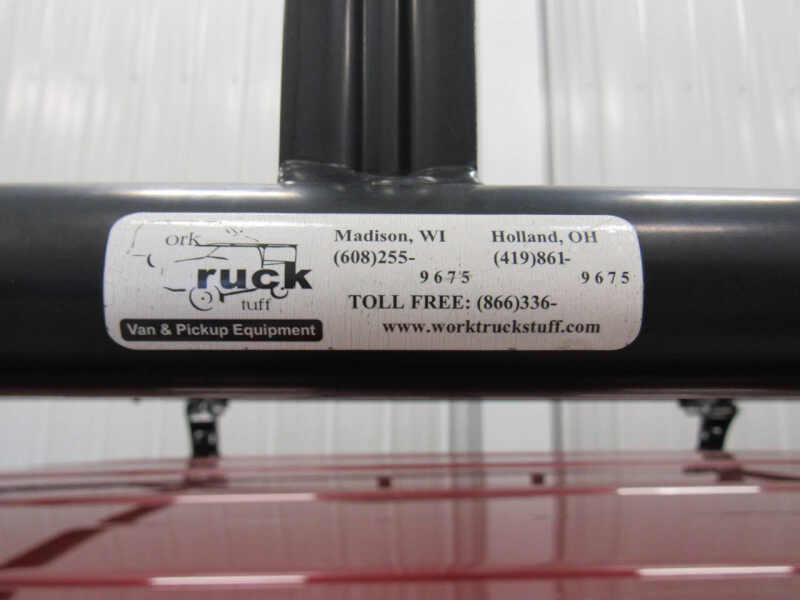 ork
ruck
tuff
Van & Pickup Equipment
Madison, WI
(608)255-
9675
Holland, OH
(419)861-
9675
TOLL FREE: (866)336-
www.worktruckstuff.com